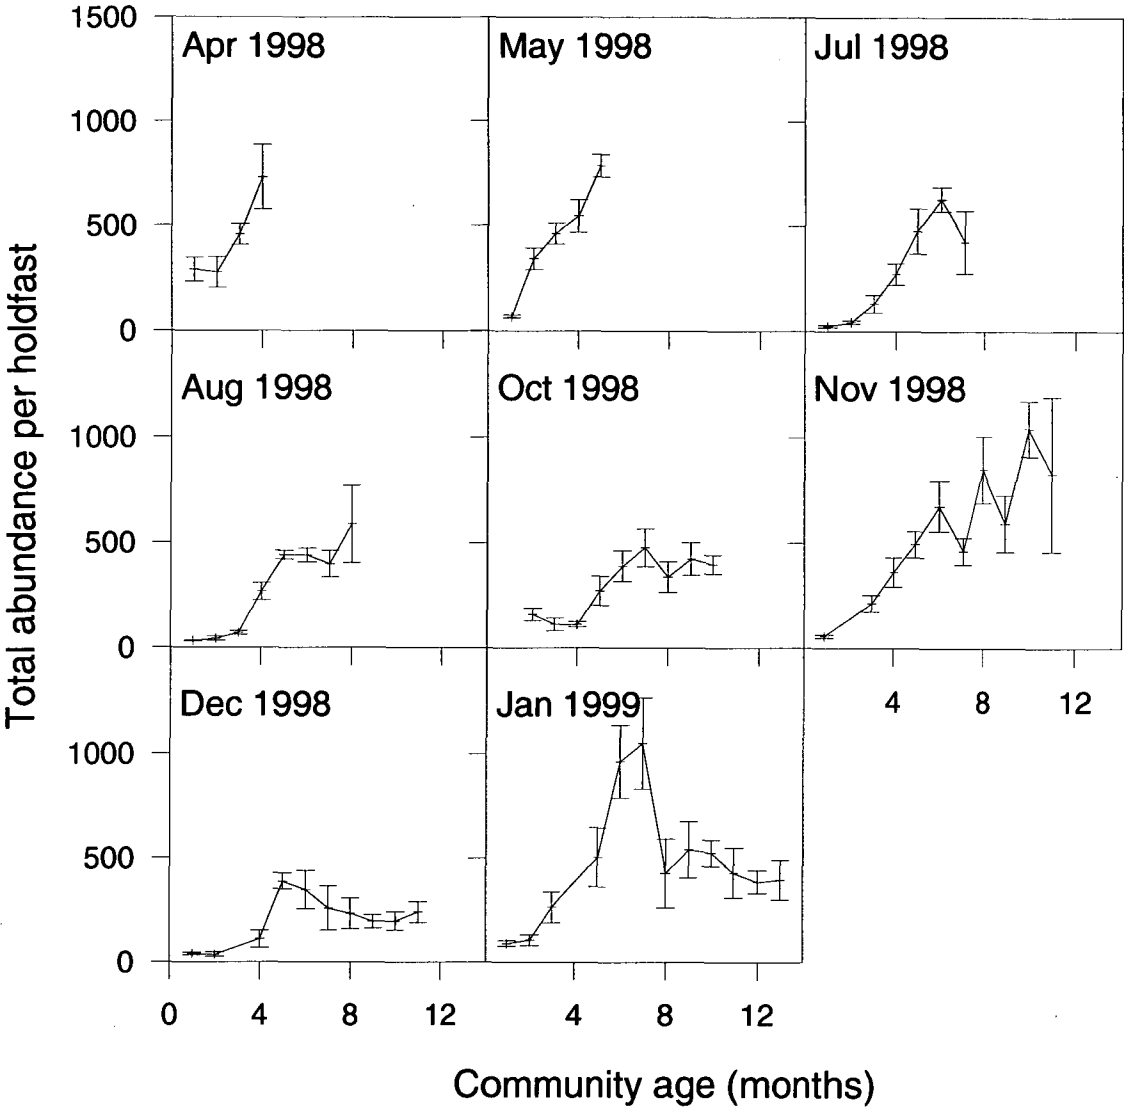 1500
Apr 1998
May 1998
Jul 1998
1000
500
0
Aug 1998
Oct 1998
Nov 1998
1000
500
0
4
8
12
Dec 1998
Jan 1999
1000
500
0
0
4
8
12
4
8
12
Total abundance per holdfast
Community age (months)